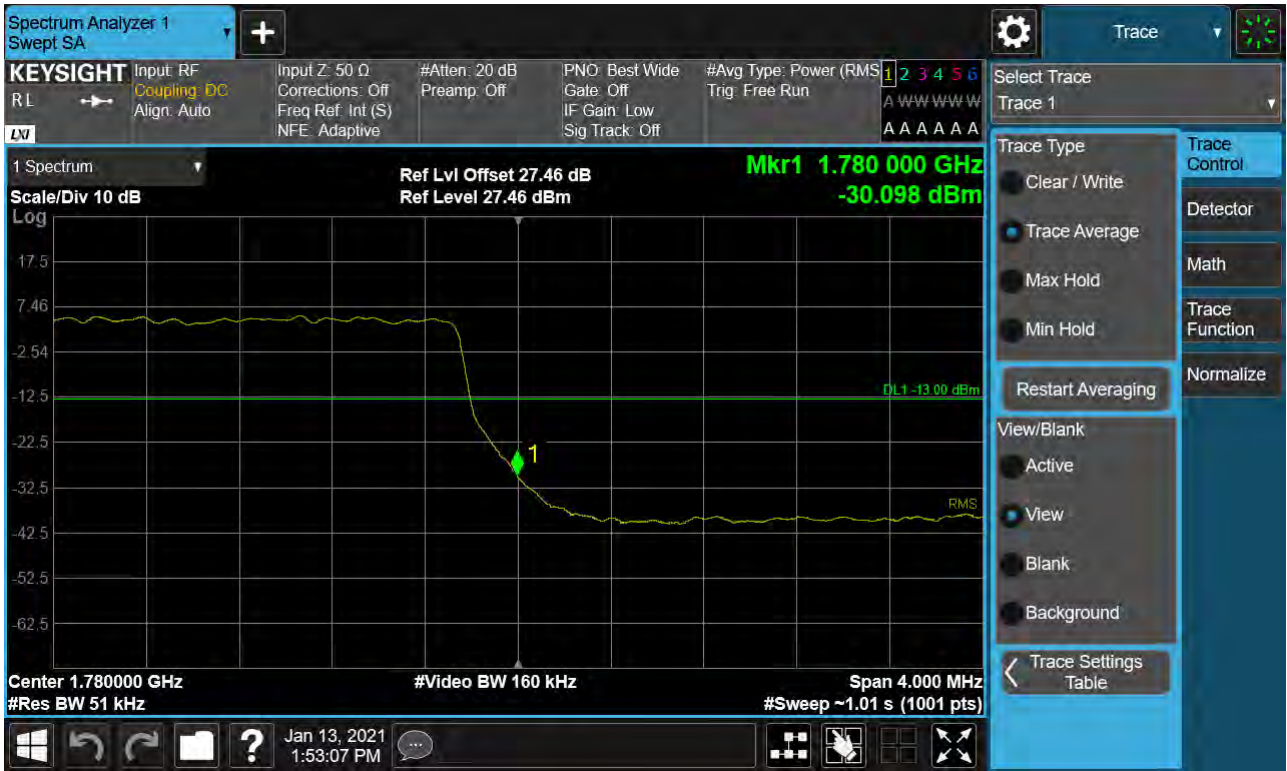 Spectrum Analyzer 1
Swept SA
+
Trace
KEYSIGHT
RL
LXI
Input: RF
Coupling: DC
Align: Auto
Input Z: 50 Ω
Corrections: Off
Freq Ref: Int (S)
NFE: Adaptive
#Atten: 20 dB
Preamp: Off
PNO: Best Wide
Gate: Off
IF Gain: Low
Sig Track: Off
#Avg Type: Power (RMS
Trig: Free Run
1 2 3 4 5 6
A W W W W W
A A A A A A
Select Trace
Trace 1
1 Spectrum
Scale/Div 10 dB
Log
Ref Lvl Offset 27.46 dB
Ref Level 27.46 dBm
Mkr1 1.780 000 GHz
-30.098 dBm
17.5
7.46
-2.54
-12.5
-22.5
-32.5
-42.5
-52.5
-62.5
DL1 -13.00 dBm
1
RMS
Center 1.780000 GHz
#Res BW 51 kHz
#Video BW 160 kHz
Span 4.000 MHz
#Sweep ~1.01 s (1001 pts)
Trace Type
Clear / Write
Trace Average
Max Hold
Min Hold
Restart Averaging
View/Blank
Active
View
Blank
Background
Trace Settings
Table
Trace
Control
Detector
Math
Trace
Function
Normalize
?
Jan 13, 2021
1:53:07 PM